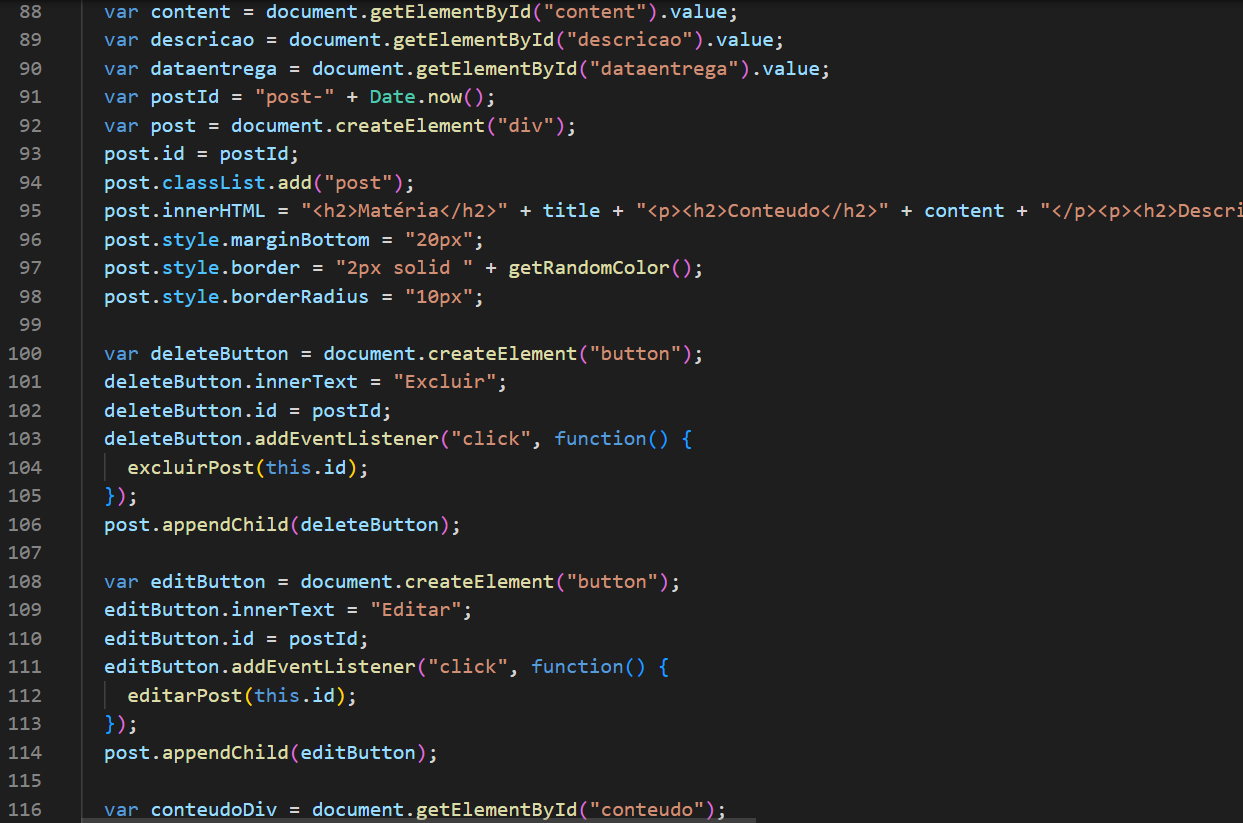 88 var content = document.getElementById("content").value;
89 var descricao = document.getElementById("descricao").value;
90 var dataentrega = document.getElementById("dataentrega").value;
91 var postId = "post-" + Date.now();
92 var post = document.createElement("div");
93 post.id = postId;
94 post.classList.add("post");
95 post.innerHTML = "<h2>Matéria</h2>" + title + "<p><h2>Conteudo</h2>" + content + "</p><p><h2>Descri
96 post.style.marginBottom = "20px";
97 post.style.border = "2px solid " + getRandomColor();
98 post.style.borderRadius = "10px";
99
100 var deleteButton = document.createElement("button");
101 deleteButton.innerText = "Excluir";
102 deleteButton.id = postId;
103 deleteButton.addEventListener("click", function() {
104 excluirPost(this.id);
105 });
106 post.appendChild(deleteButton);
107
108 var editButton = document.createElement("button");
109 editButton.innerText = "Editar";
110 editButton.id = postId;
111 editButton.addEventListener("click", function() {
112 editarPost(this.id);
113 });
114 post.appendChild(editButton);
115
116 var conteudoDiv = document.getElementById("conteudo");